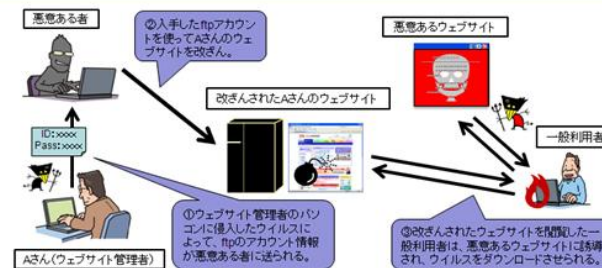 悪意ある者
②入手したftpアカウン
トを使ってAさんのウェ
ブサイトを改ざん。
悪意あるウェブサイト
改ざんされたAさんのウェブサイト
ID:xxxx
Pass:xxxx
一般利用者
①ウェブサイト管理者のパソ
コンに侵入したウイルスに
よって、ftpのアカウント情報
が悪意ある者に送られる。
③改ざんされたウェブサイトを閲覧した一
般利用者は、悪意あるウェブサイトに誘導
され、ウイルスをダウンロードさせられる。
Aさん(ウェブサイト管理者)